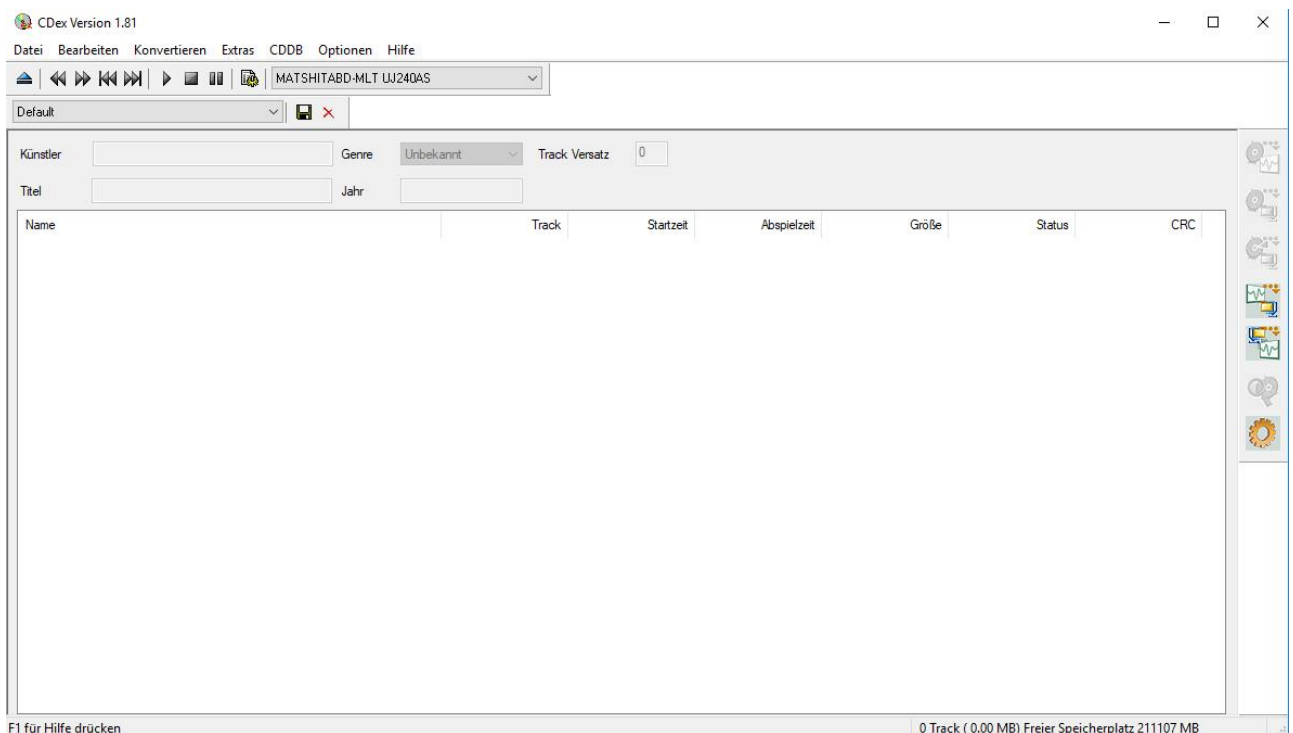 CDex Version 1.81
Datei Bearbeiten Konvertieren Extras CDDB Optionen Hilfe
MATSHITABD-MLT UJ240AS
Default
Künstler Genre Unbekannt Track Versatz 0
Titel Jahr
Name Track Startzeit Abspielzeit Größe Status CRC
F1 für Hilfe drücken 0 Track ( 0.00 MB) Freier Speicherplatz 211107 MB